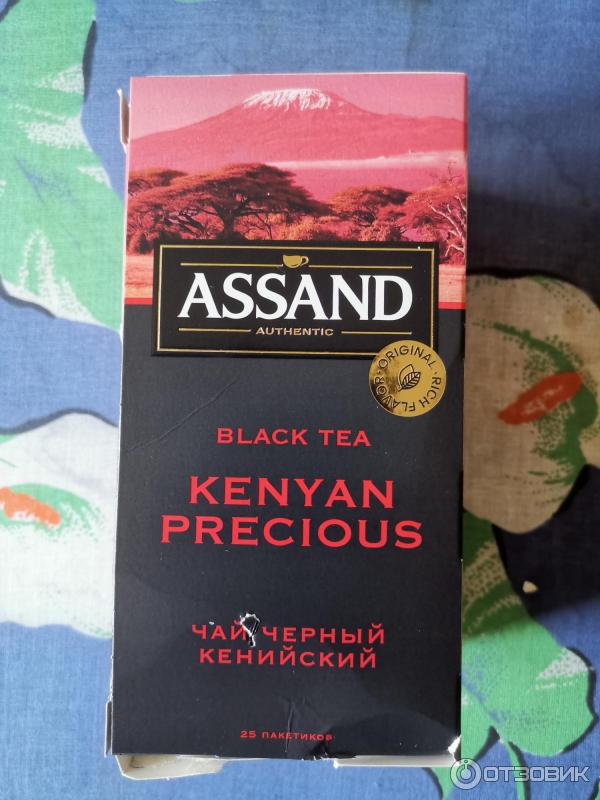 ASSAND
AUTHENTIC
ORIGINAL · RICH FLAVOR ·
BLACK TEA
KENYAN
PRECIOUS
ЧАЙ ЧЕРНЫЙ
КЕНИЙСКИЙ
25 ПАКЕТИКОВ
ОТЗОВИК